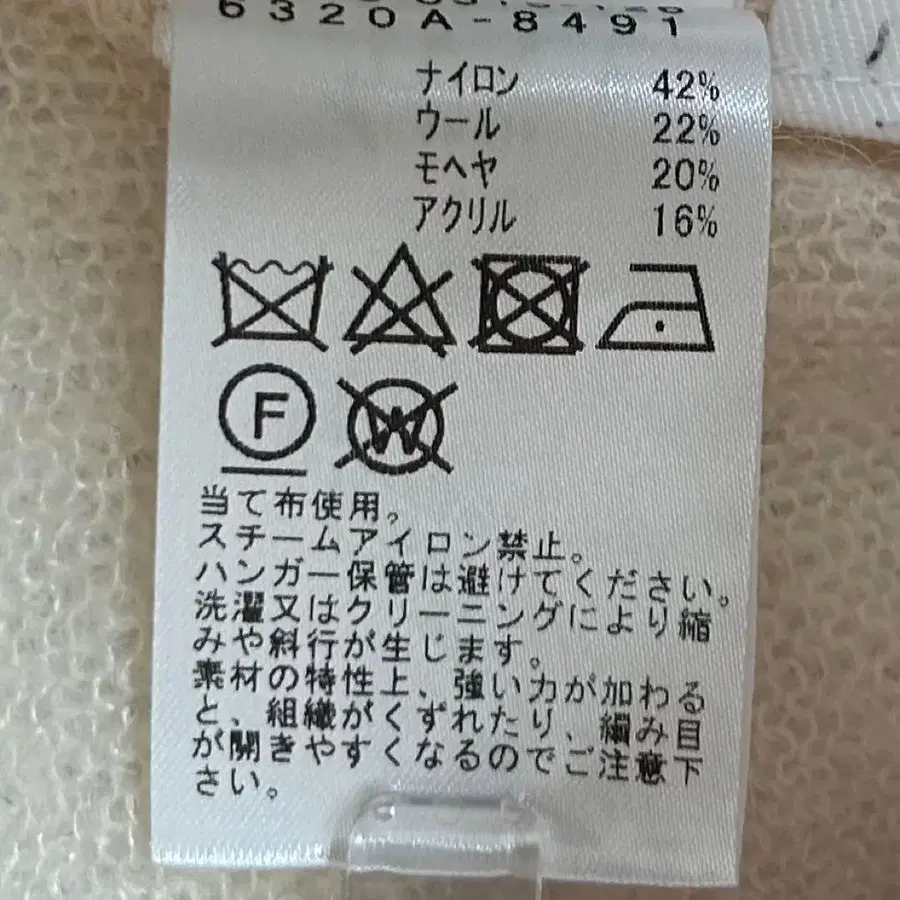 6320A-8491
ナイロン 42%
ウール 22%
モヘヤ 20%
アクリル 16%
F
W
当て布使用。
スチームアイロン禁止。
ハンガー保管は避けてください。
洗濯又はクリーニングにより縮
みや斜行が生じます。
素材の特性上、強い力が加わる
と、組織がくずれたり、編み目
が開きやすくなるのでご注意下
さい。